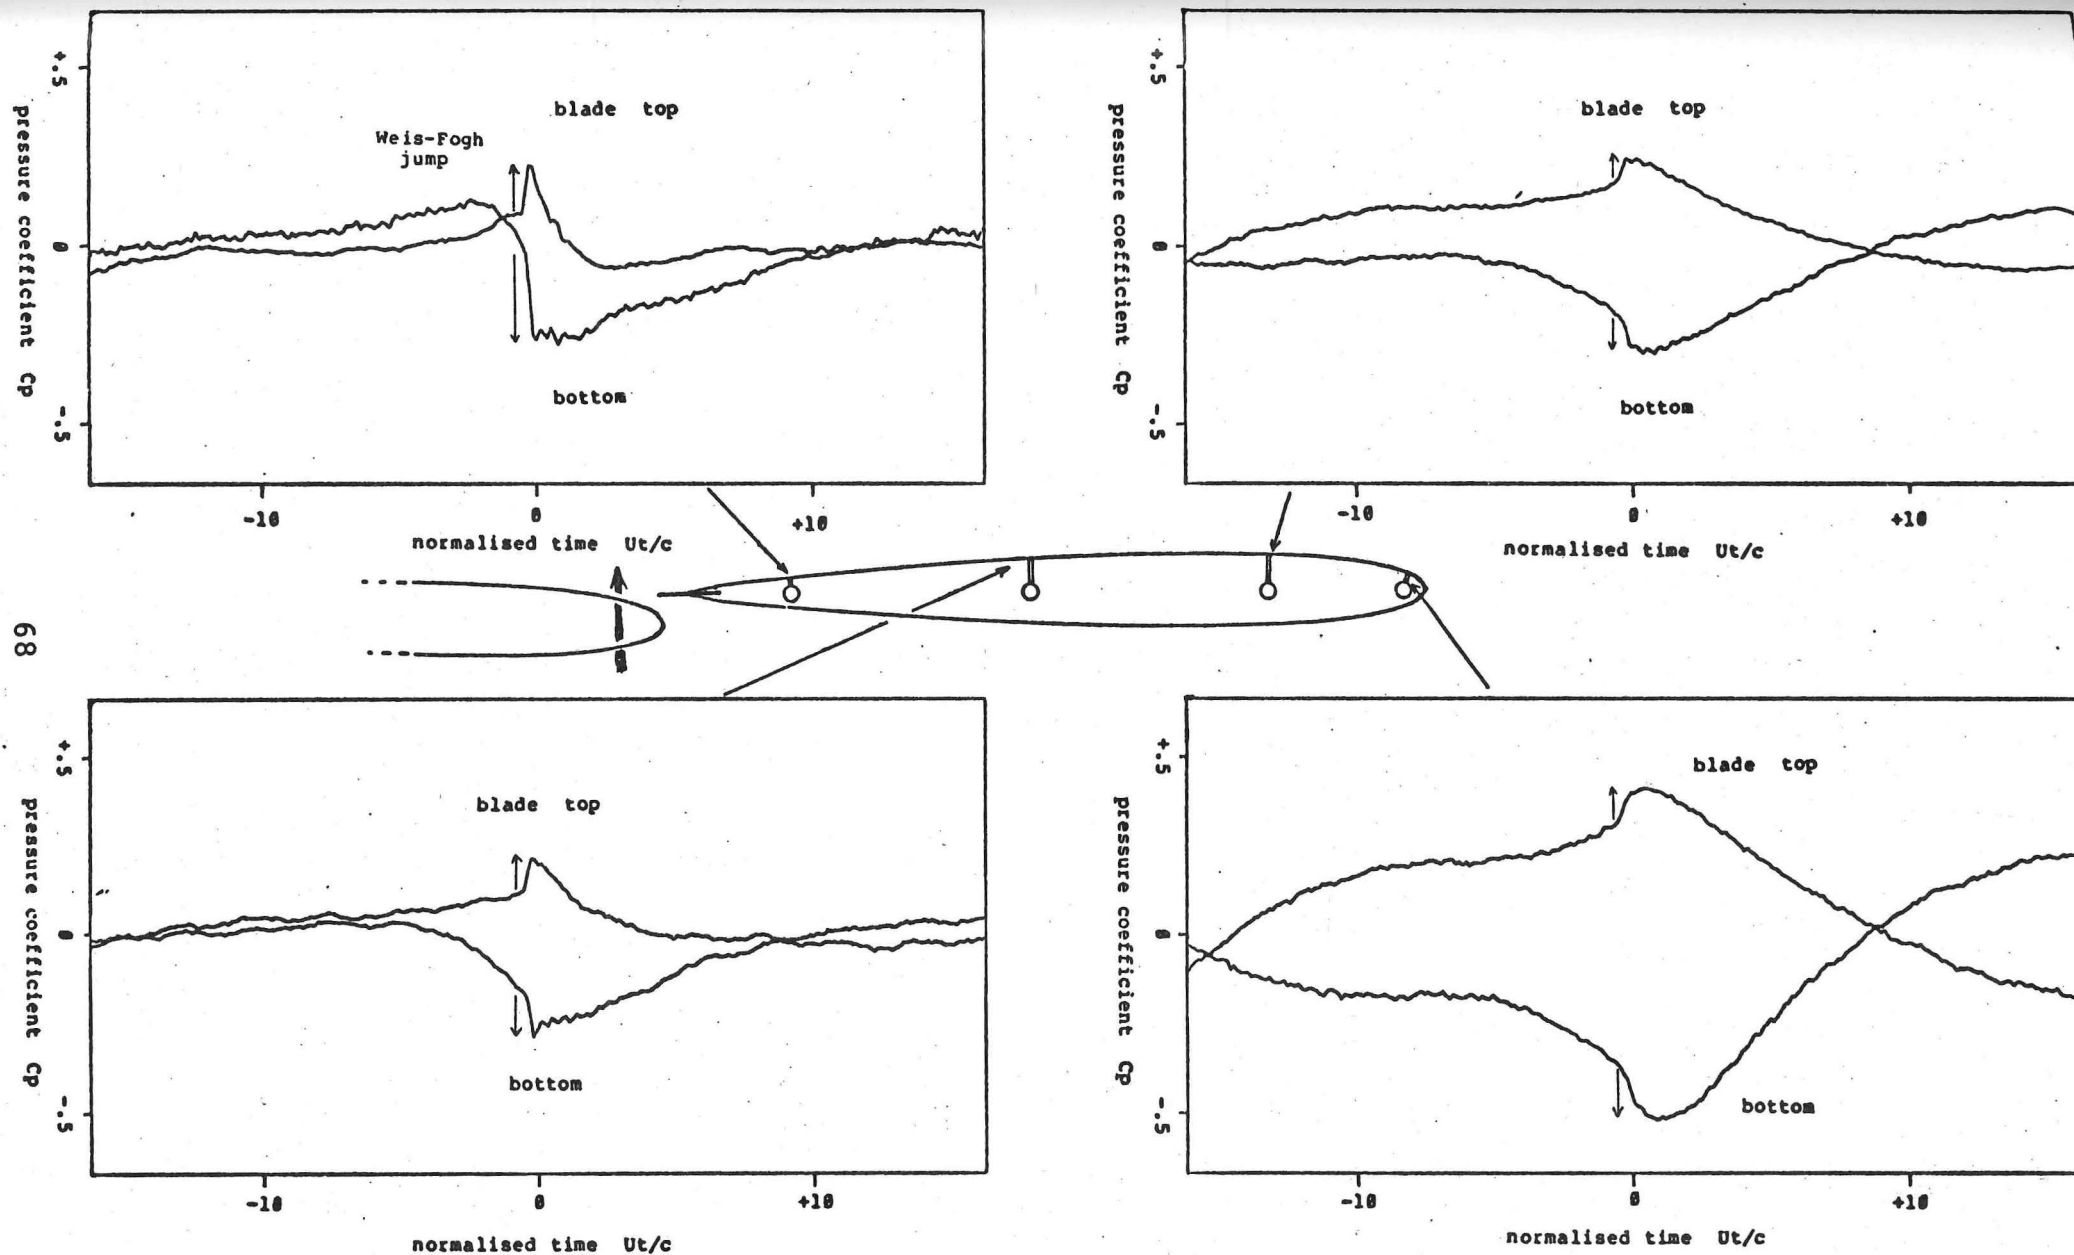 +.5
0
-.5
pressure coefficient Cp
blade top
Weis-Fogh
jump
bottom
-10
0
+10
normalised time Ut/c
+.5
0
-.5
pressure coefficient Cp
blade top
bottom
-10
0
+10
normalised time Ut/c
68
+.5
0
-.5
pressure coefficient Cp
blade top
bottom
-10
0
+10
normalised time Ut/c
+.5
0
-.5
pressure coefficient Cp
blade top
bottom
-10
0
+10
normalised time Ut/c